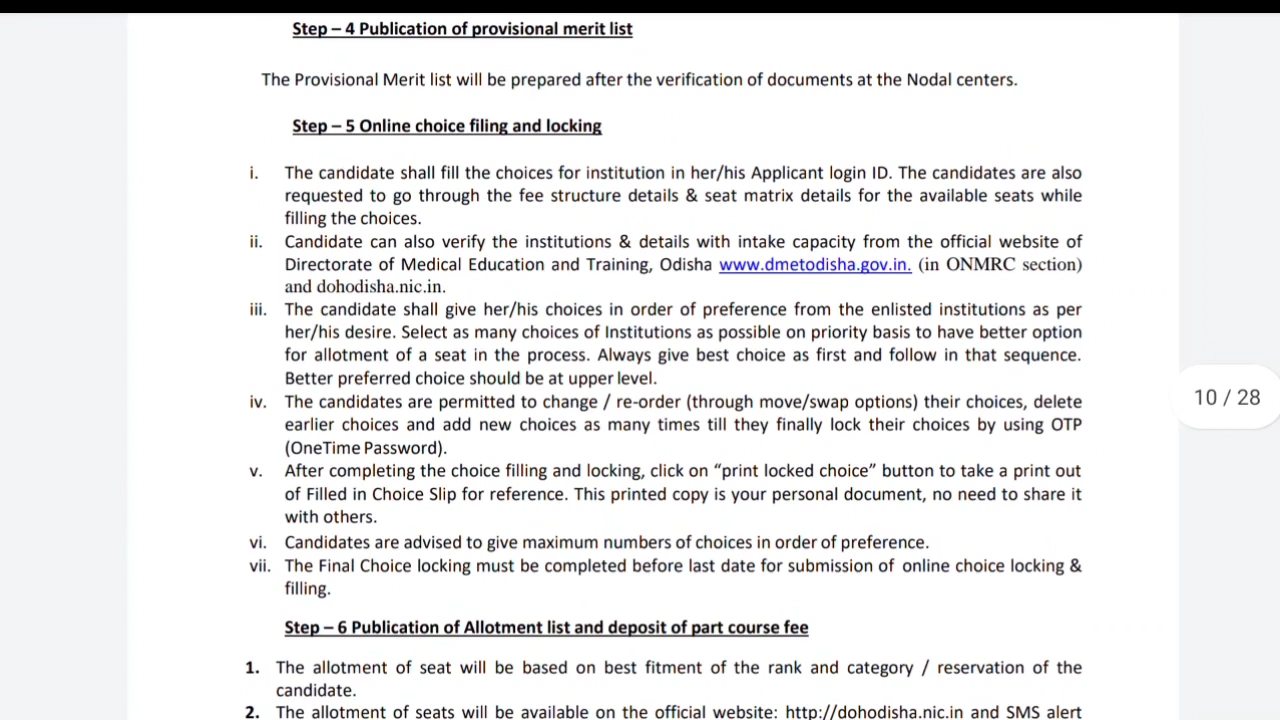 Step – 4 Publication of provisional merit list
The Provisional Merit list will be prepared after the verification of documents at the Nodal centers.
Step – 5 Online choice filing and locking
i. The candidate shall fill the choices for institution in her/his Applicant login ID. The candidates are also
requested to go through the fee structure details & seat matrix details for the available seats while
filling the choices.
ii. Candidate can also verify the institutions & details with intake capacity from the official website of
Directorate of Medical Education and Training, Odisha www.dmetodisha.gov.in. (in ONMRC section)
and dohodisha.nic.in.
iii. The candidate shall give her/his choices in order of preference from the enlisted institutions as per
her/his desire. Select as many choices of Institutions as possible on priority basis to have better option
for allotment of a seat in the process. Always give best choice as first and follow in that sequence.
Better preferred choice should be at upper level.
10 / 28
iv. The candidates are permitted to change / re-order (through move/swap options) their choices, delete
earlier choices and add new choices as many times till they finally lock their choices by using OTP
(OneTime Password).
v. After completing the choice filling and locking, click on “print locked choice” button to take a print out
of Filled in Choice Slip for reference. This printed copy is your personal document, no need to share it
with others.
vi. Candidates are advised to give maximum numbers of choices in order of preference.
vii. The Final Choice locking must be completed before last date for submission of online choice locking &
filling.
Step – 6 Publication of Allotment list and deposit of part course fee
1. The allotment of seat will be based on best fitment of the rank and category / reservation of the
candidate.
2. The allotment of seats will be available on the official website: http://dohodisha.nic.in and SMS alert